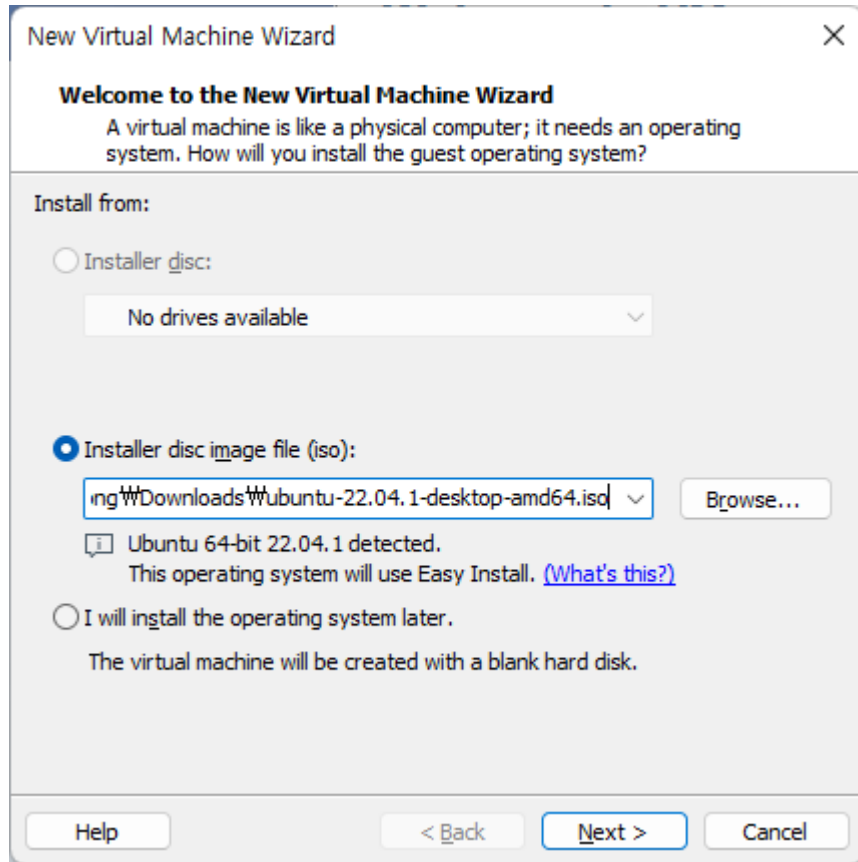 New Virtual Machine Wizard
Welcome to the New Virtual Machine Wizard
A virtual machine is like a physical computer; it needs an operating
system. How will you install the guest operating system?
Install from:
Installer disc:
No drives available
Installer disc image file (iso):
ng₩Downloads₩ubuntu-22.04.1-desktop-amd64.iso
Browse...
Ubuntu 64-bit 22.04.1 detected.
This operating system will use Easy Install. (What's this?)
I will install the operating system later.
The virtual machine will be created with a blank hard disk.
Help
< Back
Next >
Cancel